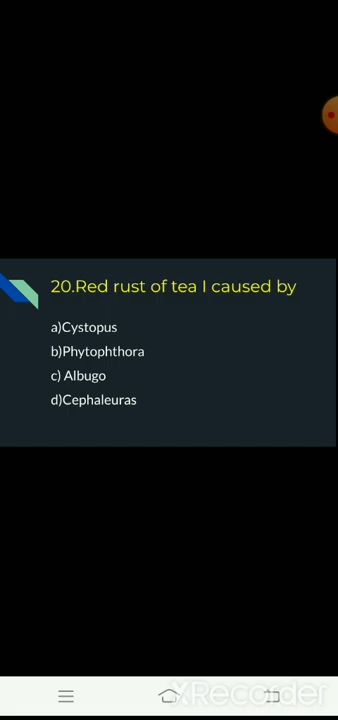 20.Red rust of tea I caused by
a)Cystopus
b)Phytophthora
c) Albugo
d)Cephaleuras
XRecorder